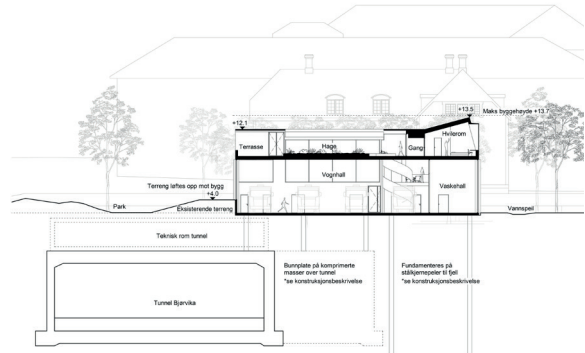 +13.5
Maks byggehøyde +13.7
+12.1
Terrasse
Hage
Gang
Hvilerom
Vognhall
Vaskehall
Terreng løftes opp mot bygg
+4.0
Park
Eksisterende terreng
Vannspeil
Teknisk rom tunnel
Bunnplate på komprimerte
masser over tunnel
*se konstruksjonsbeskrivelse
Fundamenteres på
stålkjernepeler til fjell
*se konstruksjonsbeskrivelse
Tunnel Bjørvika